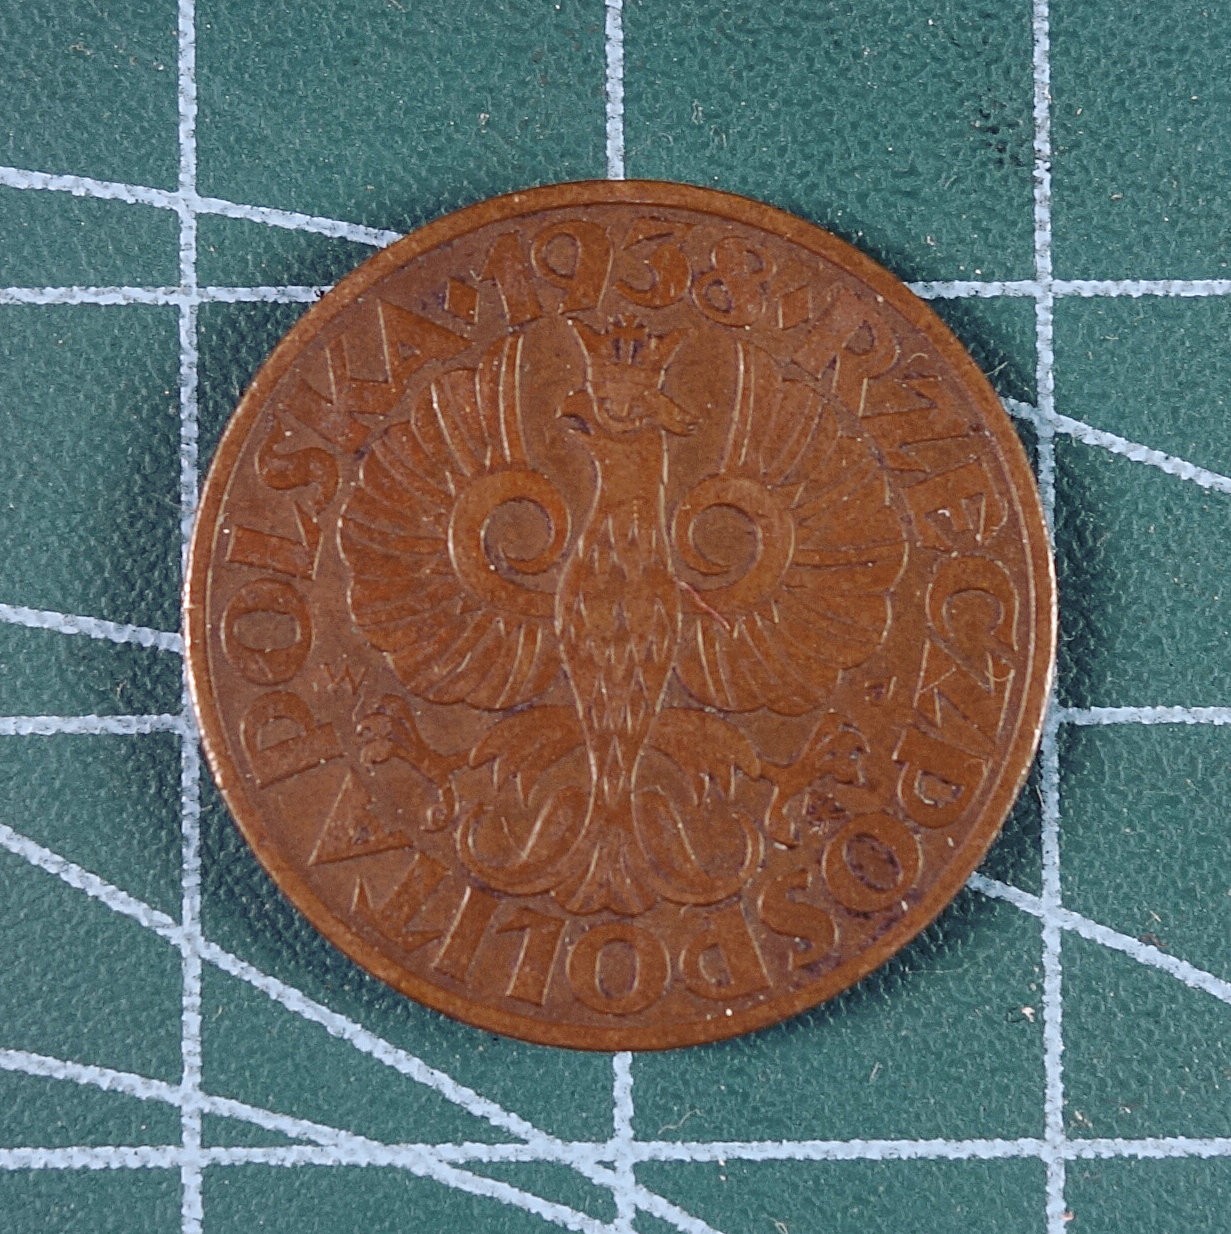 ·1938·RZECZPOSPOLITA POLSKA
W J